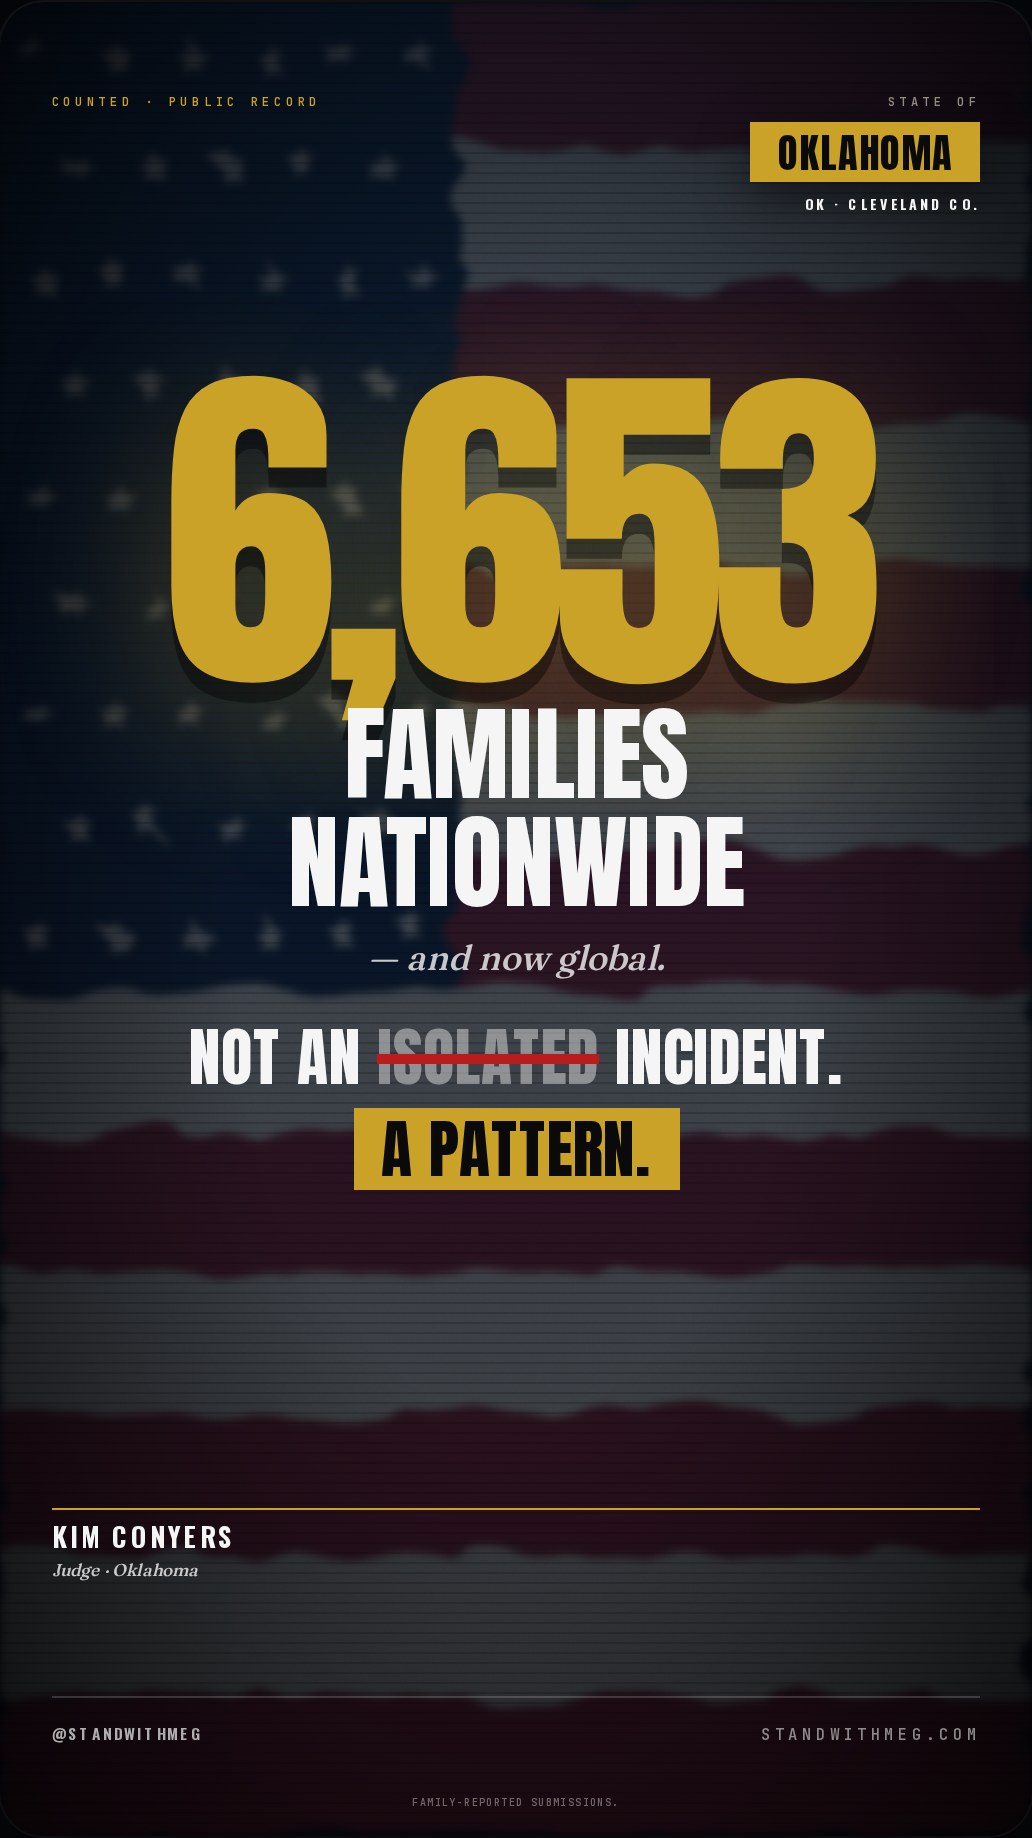 COUNTED · PUBLIC RECORD
STATE OF
OKLAHOMA
OK · CLEVELAND CO.
6,653
FAMILIES
NATIONWIDE
— and now global.
NOT AN ISOLATED INCIDENT.
A PATTERN.
KIM CONYERS
Judge · Oklahoma
@STANDWITHMEG
STANDWITHMEG.COM
FAMILY-REPORTED SUBMISSIONS.